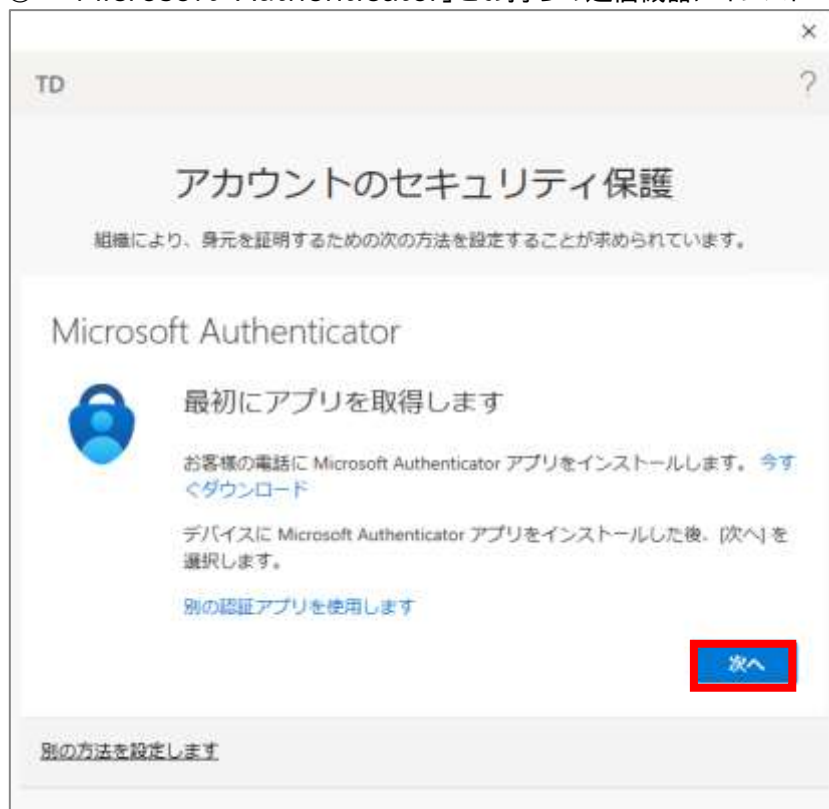 Microsoft Authenticator」をお持ちの通信機器に
×
TD
?
アカウントのセキュリティ保護
組織により、身元を証明するための次の方法を設定することが求められています。
Microsoft Authenticator
最初にアプリを取得します
お客様の電話に Microsoft Authenticator アプリをインストールします。 今す
ぐダウンロード
デバイスに Microsoft Authenticator アプリをインストールした後、[次へ] を
選択します。
別の認証アプリを使用します
次へ
別の方法を設定します